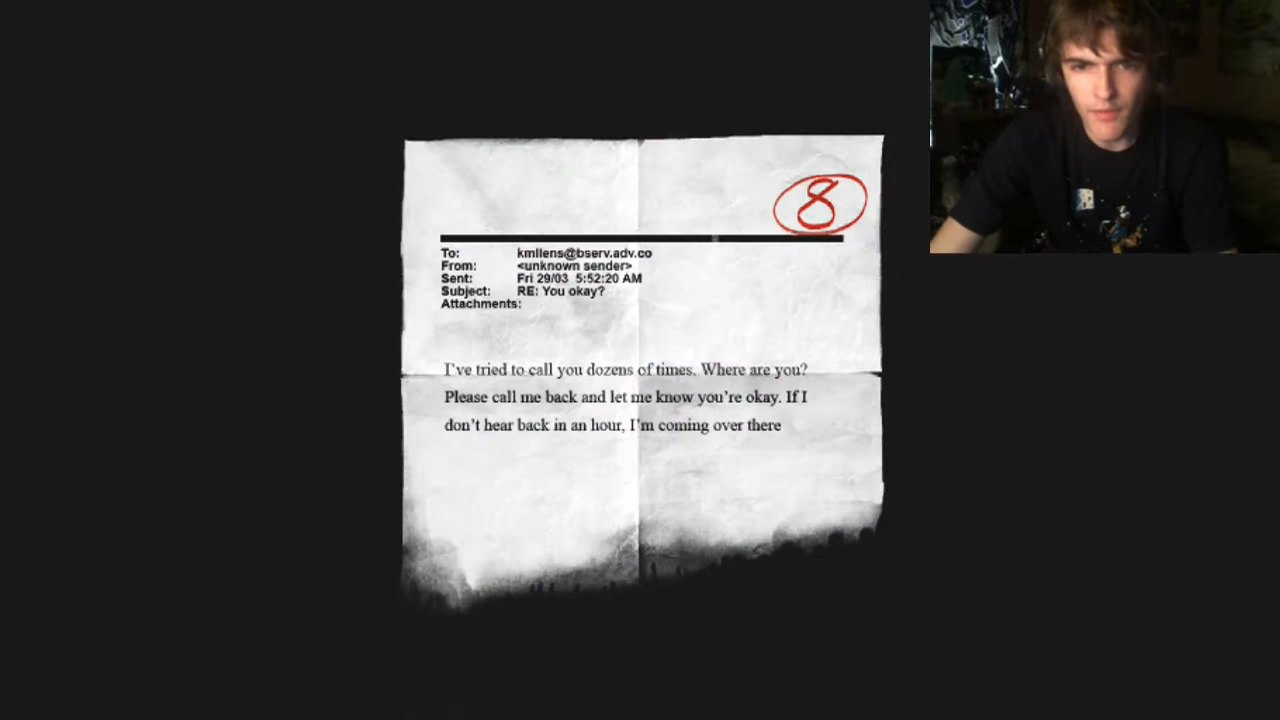 8
To: kmllens@bserv.adv.co
From: <unknown sender>
Sent: Fri 29/03 5:52:20 AM
Subject: RE: You okay?
Attachments:
I've tried to call you dozens of times. Where are you?
Please call me back and let me know you're okay. If I
don't hear back in an hour, I'm coming over there